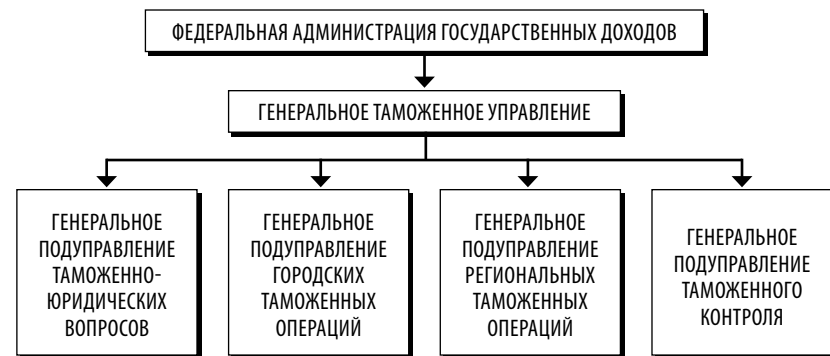 ФЕДЕРАЛЬНАЯ АДМИНИСТРАЦИЯ ГОСУДАРСТВЕННЫХ ДОХОДОВ
ГЕНЕРАЛЬНОЕ ТАМОЖЕННОЕ УПРАВЛЕНИЕ
ГЕНЕРАЛЬНОЕ
ПОДУПРАВЛЕНИЕ
ТАМОЖЕННО-
ЮРИДИЧЕСКИХ
ВОПРОСОВ
ГЕНЕРАЛЬНОЕ
ПОДУПРАВЛЕНИЕ
ГОРОДСКИХ
ТАМОЖЕННЫХ
ОПЕРАЦИЙ
ГЕНЕРАЛЬНОЕ
ПОДУПРАВЛЕНИЕ
РЕГИОНАЛЬНЫХ
ТАМОЖЕННЫХ
ОПЕРАЦИЙ
ГЕНЕРАЛЬНОЕ
ПОДУПРАВЛЕНИЕ
ТАМОЖЕННОГО
КОНТРОЛЯ